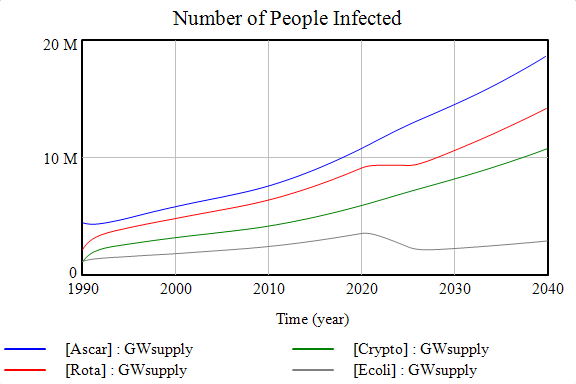 Number of People Infected
20 M
10 M
0
1990 2000 2010 2020 2030 2040
Time (year)
[Ascar] : GWsupply [Crypto] : GWsupply
[Rota] : GWsupply [Ecoli] : GWsupply